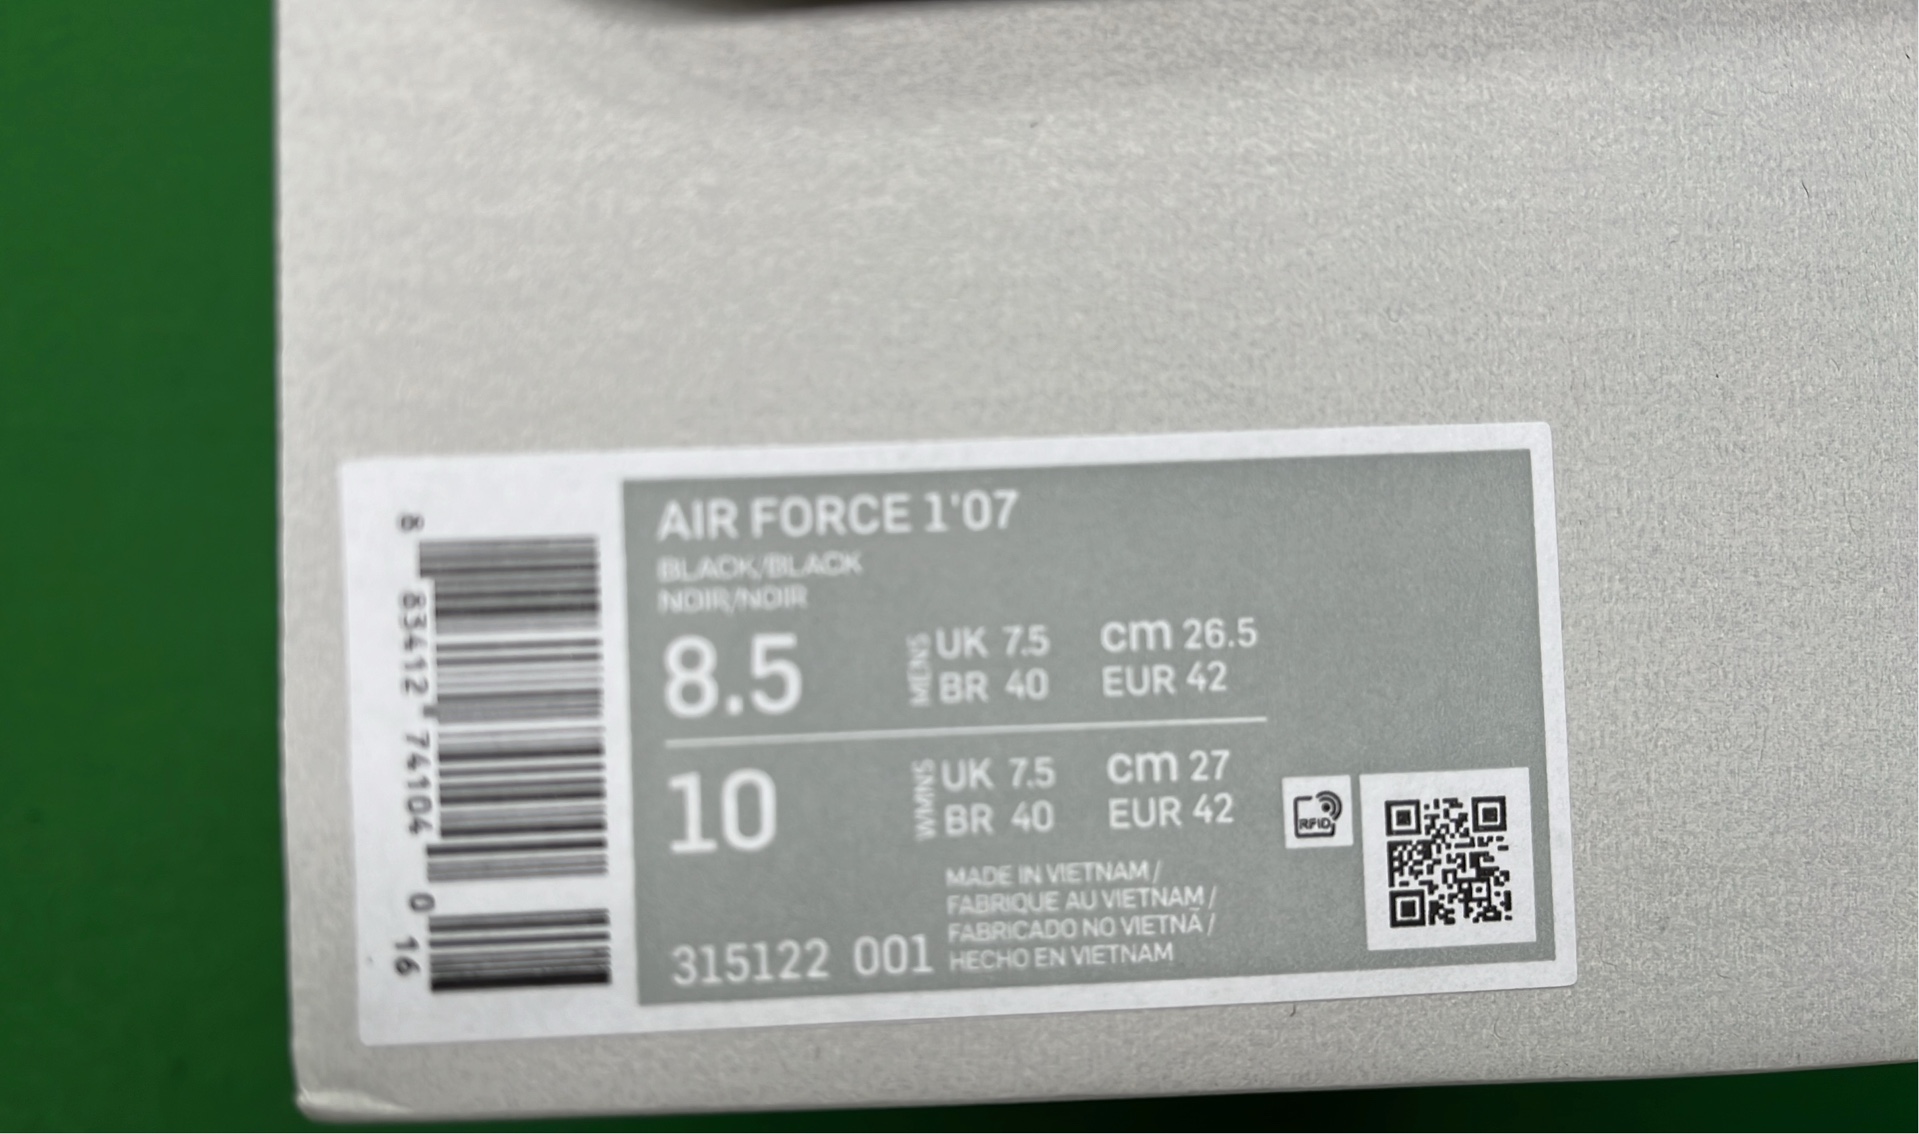 AIR FORCE 1'07
BLACK/BLACK
NOIR/NOIR
8.5 MENS UK 7.5 cm 26.5
BR 40 EUR 42
10 WMNS UK 7.5 cm 27
BR 40 EUR 42
MADE IN VIETNAM /
FABRIQUE AU VIETNAM /
FABRICADO NO VIETNÃ /
HECHO EN VIETNAM
315122 001
RFID
8 83412 74104 0 16